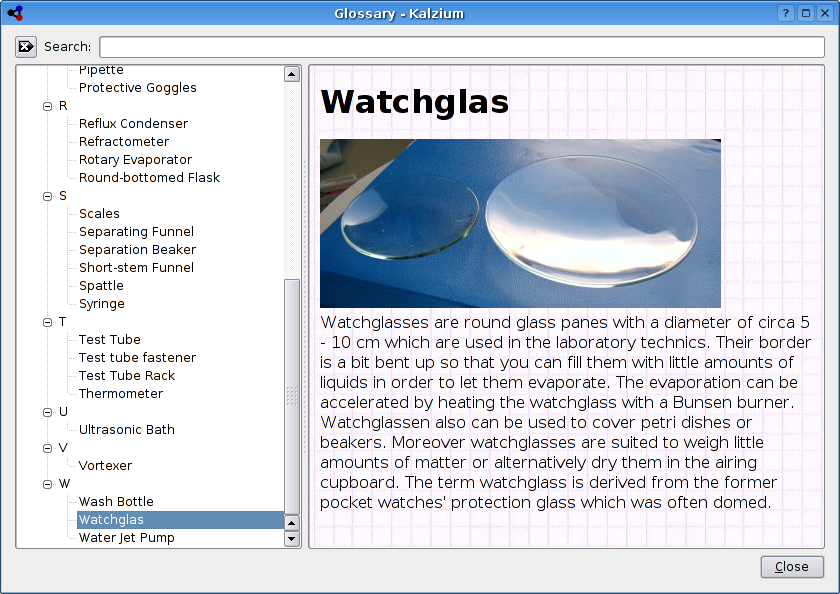 Glossary - Kalzium
Search:
Pipette
Protective Goggles
R
Reflux Condenser
Refractometer
Rotary Evaporator
Round-bottomed Flask
S
Scales
Separating Funnel
Separation Beaker
Short-stem Funnel
Spattle
Syringe
T
Test Tube
Test tube fastener
Test Tube Rack
Thermometer
U
Ultrasonic Bath
V
Vortexer
W
Wash Bottle
Watchglas
Water Jet Pump
Watchglas
Watchglasses are round glass panes with a diameter of circa 5
- 10 cm which are used in the laboratory technics. Their border
is a bit bent up so that you can fill them with little amounts of
liquids in order to let them evaporate. The evaporation can be
accelerated by heating the watchglass with a Bunsen burner.
Watchglassen also can be used to cover petri dishes or
beakers. Moreover watchglasses are suited to weigh little
amounts of matter or alternatively dry them in the airing
cupboard. The term watchglass is derived from the former
pocket watches' protection glass which was often domed.
Close